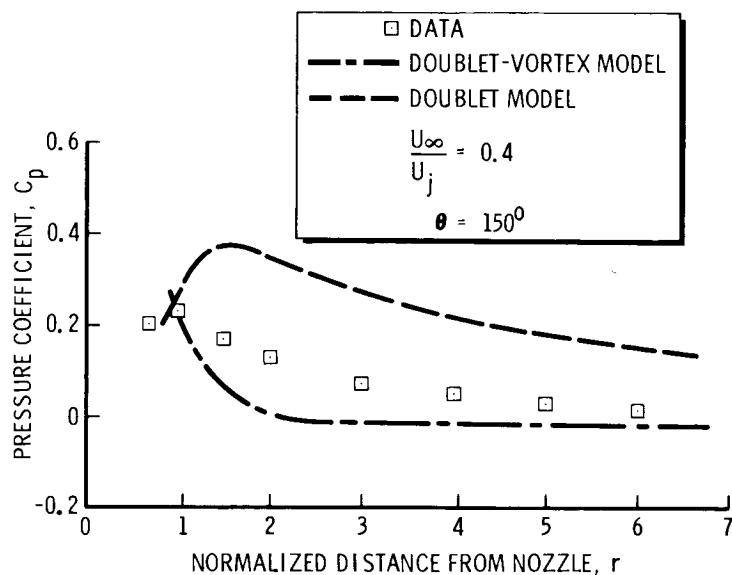 DATA
DOUBLET-VORTEX MODEL
DOUBLET MODEL
U∞
Uj
= 0.4
θ = 150⁰
PRESSURE COEFFICIENT, Cp
0.6
0.4
0.2
0
-0.2
0 1 2 3 4 5 6 7
NORMALIZED DISTANCE FROM NOZZLE, r